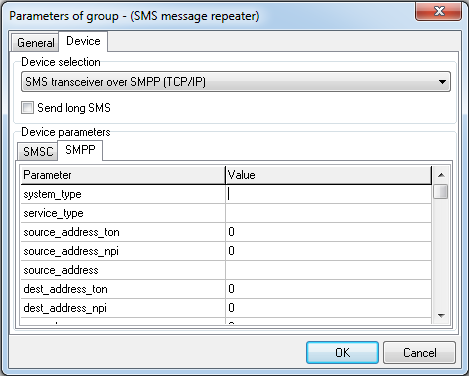 Parameters of group - (SMS message repeater)
General Device
Device selection
SMS transceiver over SMPP (TCP/IP)
Send long SMS
Device parameters
SMSC SMPP
Parameter Value
system_type
service_type
source_address_ton 0
source_address_npi 0
source_address
dest_address_ton 0
dest_address_npi 0
OK Cancel